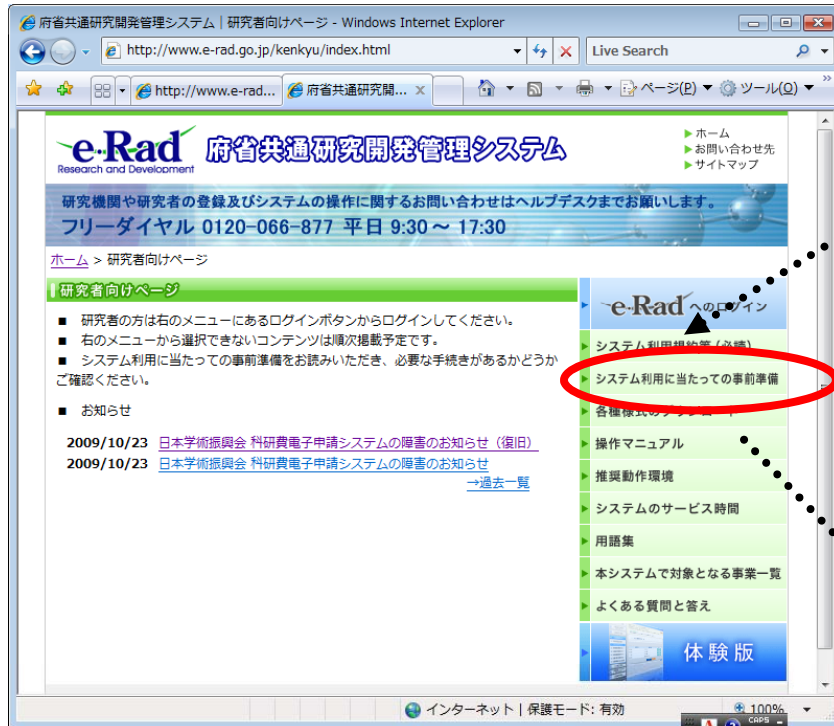 府省共通研究開発管理システム | 研究者向けページ - Windows Internet Explorer
http://www.e-rad.go.jp/kenkyu/index.html
Live Search
http://www.e-rad...
府省共通研究開...
ページ(P)
ツール(O)
e-Rad
Research and Development
府省共通研究開発管理システム
ホーム
お問い合わせ先
サイトマップ
研究機関や研究者の登録及びシステムの操作に関するお問い合わせはヘルプデスクまでお願いします。
フリーダイヤル 0120-066-877 平日 9:30～17:30
ホーム > 研究者向けページ
研究者向けページ
■ 研究者の方は右のメニューにあるログインボタンからログインしてください。
■ 右のメニューから選択できないコンテンツは順次掲載予定です。
■ システム利用に当たっての事前準備をお読みいただき、必要な手続きがあるかどうか
ご確認ください。
■ お知らせ
2009/10/23 日本学術振興会 科研費電子申請システムの障害のお知らせ（復旧）
2009/10/23 日本学術振興会 科研費電子申請システムの障害のお知らせ
→過去一覧
e-Rad へのログイン
システム利用規約等（必読）
システム利用に当たっての事前準備
各種様式のダウンロード
操作マニュアル
推奨動作環境
システムのサービス時間
用語集
本システムで対象となる事業一覧
よくある質問と答え
体験版
インターネット | 保護モード: 有効
100%
A
CAPS